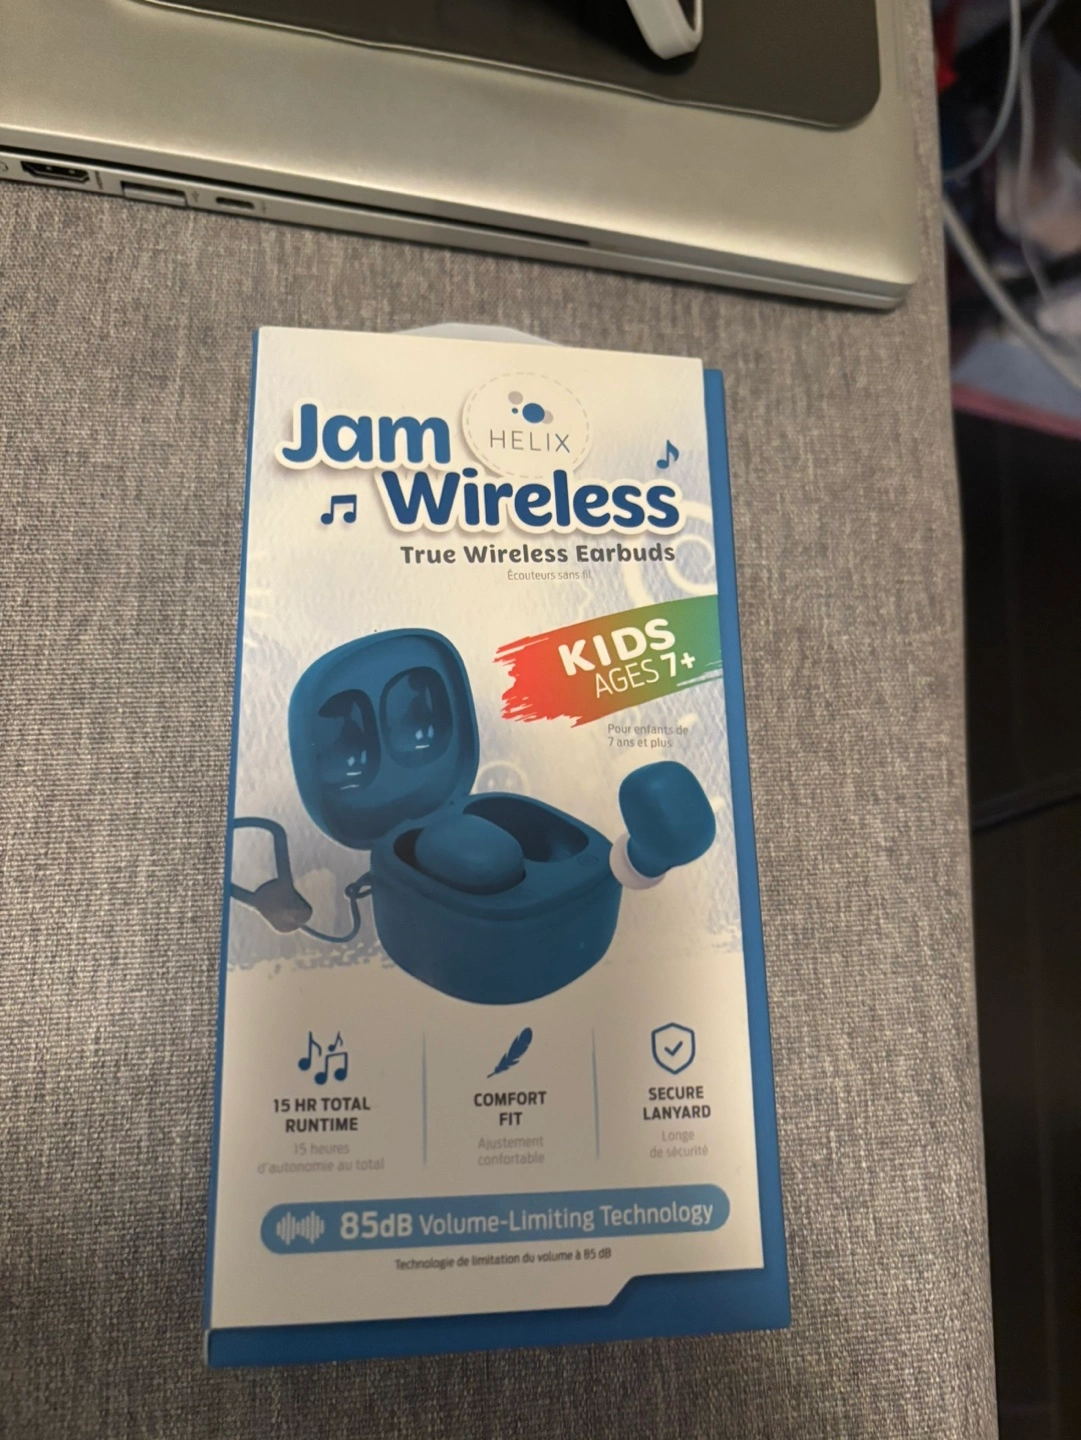 Jam
HELIX
Wireless
True Wireless Earbuds
Écouteurs sans fil
KIDS
AGES 7+
Pour enfants de
7 ans et plus
15 HR TOTAL
RUNTIME
15 heures
d'autonomie au total
COMFORT
FIT
Ajustement
confortable
SECURE
LANYARD
Longe
de sécurité
85dB Volume-Limiting Technology
Technologie de limitation du volume à 85 dB